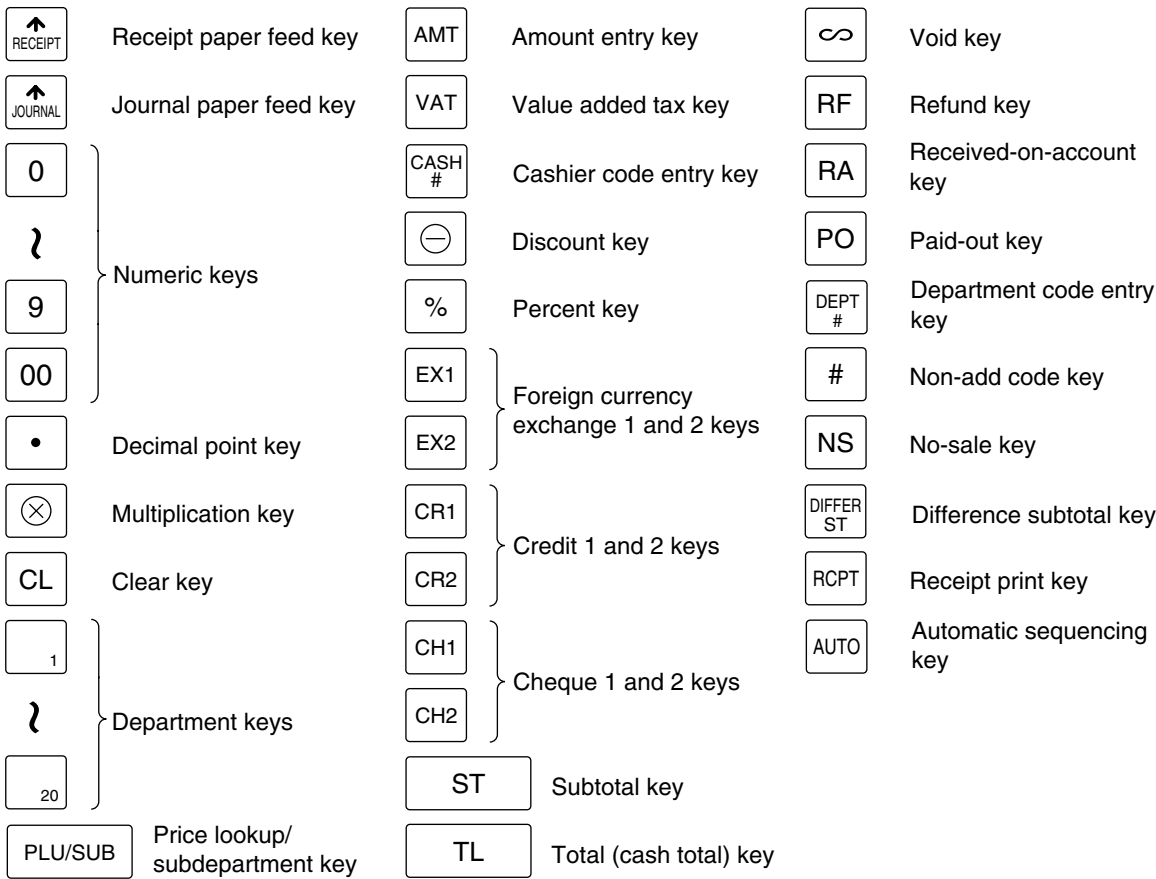 RECEIPT
Receipt paper feed key
JOURNAL
Journal paper feed key
0
~
9
00
Numeric keys
•
Decimal point key
Multiplication key
CL
Clear key
1
~
20
Department keys
PLU/SUB
Price lookup/
subdepartment key
AMT
Amount entry key
VAT
Value added tax key
CASH
#
Cashier code entry key
Discount key
%
Percent key
EX1
EX2
Foreign currency
exchange 1 and 2 keys
CR1
CR2
Credit 1 and 2 keys
CH1
CH2
Cheque 1 and 2 keys
ST
Subtotal key
TL
Total (cash total) key
Void key
RF
Refund key
RA
Received-on-account
key
PO
Paid-out key
DEPT
#
Department code entry
key
#
Non-add code key
NS
No-sale key
DIFFER
ST
Difference subtotal key
RCPT
Receipt print key
AUTO
Automatic sequencing
key